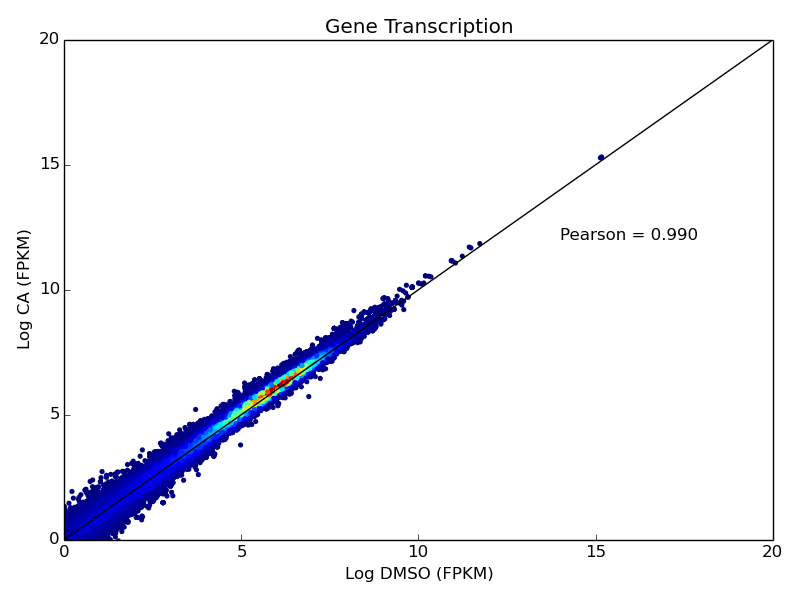 Gene Transcription
20
15
10
5
0
Log CA (FPKM)
Pearson = 0.990
0 5 10 15 20
Log DMSO (FPKM)